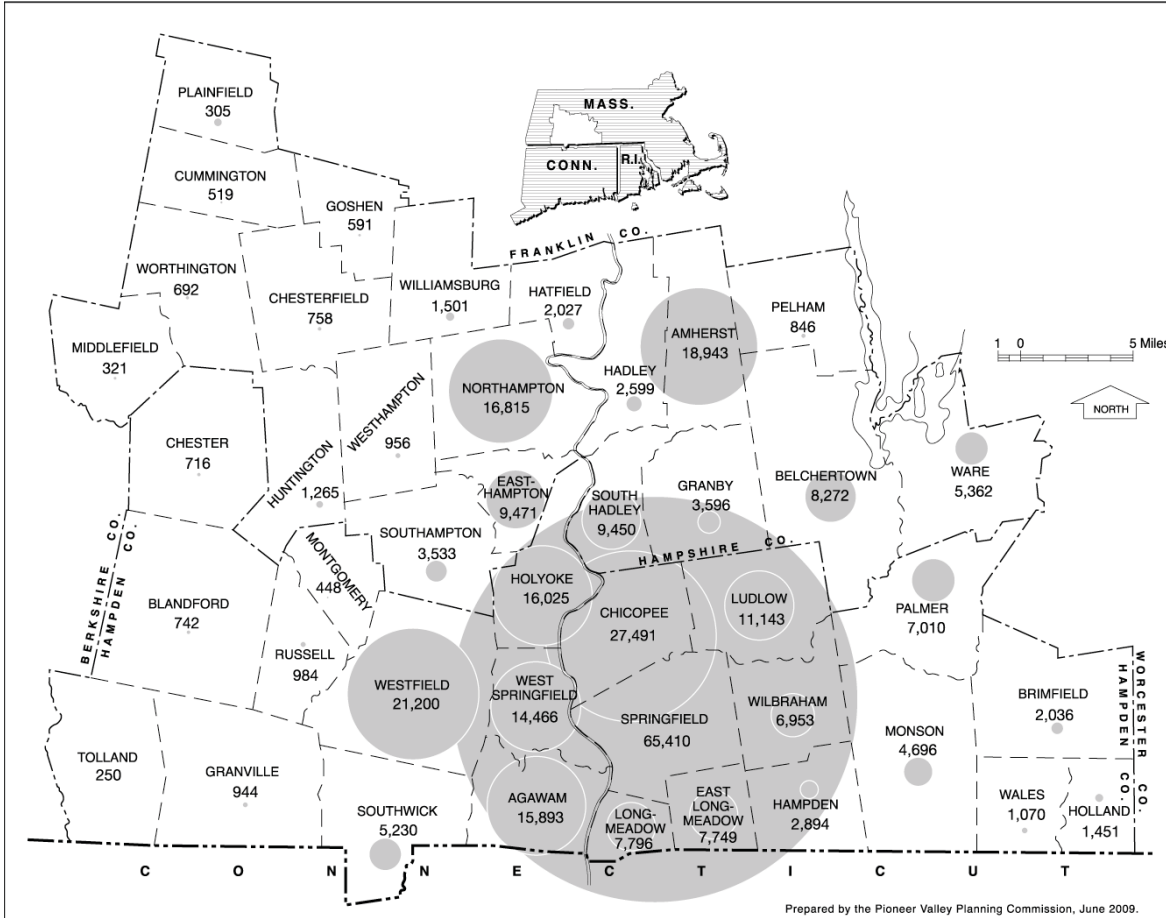 MASS.
CONN.
R.I.
PLAINFIELD
305
CUMMINGTON
519
GOSHEN
591
FRANKLIN CO.
WORTHINGTON
692
CHESTERFIELD
758
WILLIAMSBURG
1,501
HATFIELD
2,027
AMHERST
18,943
PELHAM
846
1 0 5 Miles
NORTH
MIDDLEFIELD
321
NORTHAMPTON
16,815
HADLEY
2,599
WESTHAMPTON
956
CHESTER
716
HUNTINGTON
1,265
EAST-
HAMPTON
9,471
SOUTH
HADLEY
9,450
GRANBY
3,596
BELCHERTOWN
8,272
WARE
5,362
SOUTHAMPTON
3,533
HAMPSHIRE CO.
MONTGOMERY
448
HOLYOKE
16,025
CHICOPEE
27,491
LUDLOW
11,143
PALMER
7,010
BERKSHIRE CO.
HAMPDEN CO.
BLANDFORD
742
RUSSELL
984
WESTFIELD
21,200
WEST
SPRINGFIELD
14,466
SPRINGFIELD
65,410
WILBRAHAM
6,953
MONSON
4,696
BRIMFIELD
2,036
WORCESTER CO.
HAMPDEN CO.
TOLLAND
250
GRANVILLE
944
SOUTHWICK
5,230
AGAWAM
15,893
LONG-
MEADOW
7,796
EAST
LONG-
MEADOW
7,749
HAMPDEN
2,894
WALES
1,070
HOLLAND
1,451
CONNECTICUT
Prepared by the Pioneer Valley Planning Commission, June 2009.